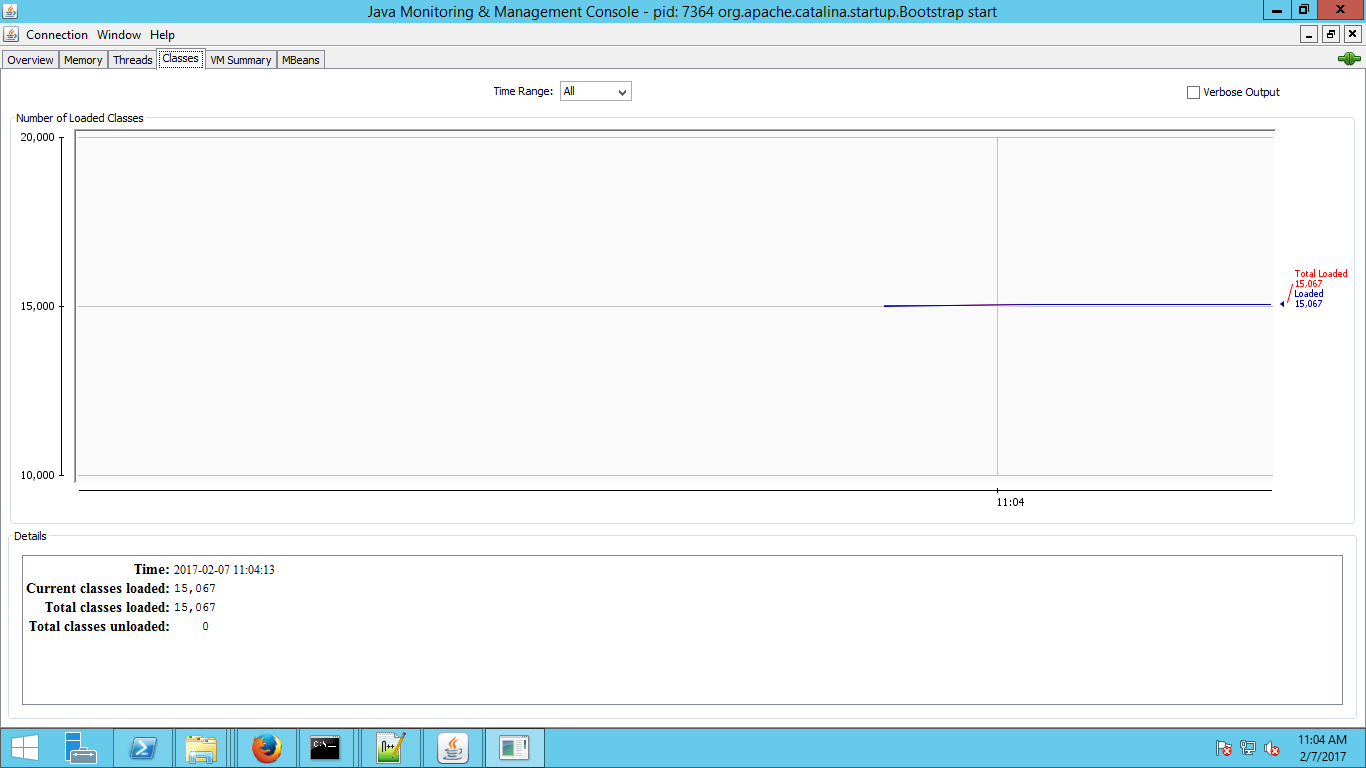 Java Monitoring & Management Console - pid: 7364 org.apache.catalina.startup.Bootstrap start
Connection Window Help
Overview Memory Threads Classes VM Summary MBeans
Time Range: All
Verbose Output
Number of Loaded Classes
20,000
15,000
10,000
Total Loaded
15,067
Loaded
15,067
11:04
Details
Time: 2017-02-07 11:04:13
Current classes loaded: 15,067
Total classes loaded: 15,067
Total classes unloaded: 0
C:\_
11:04 AM
2/7/2017